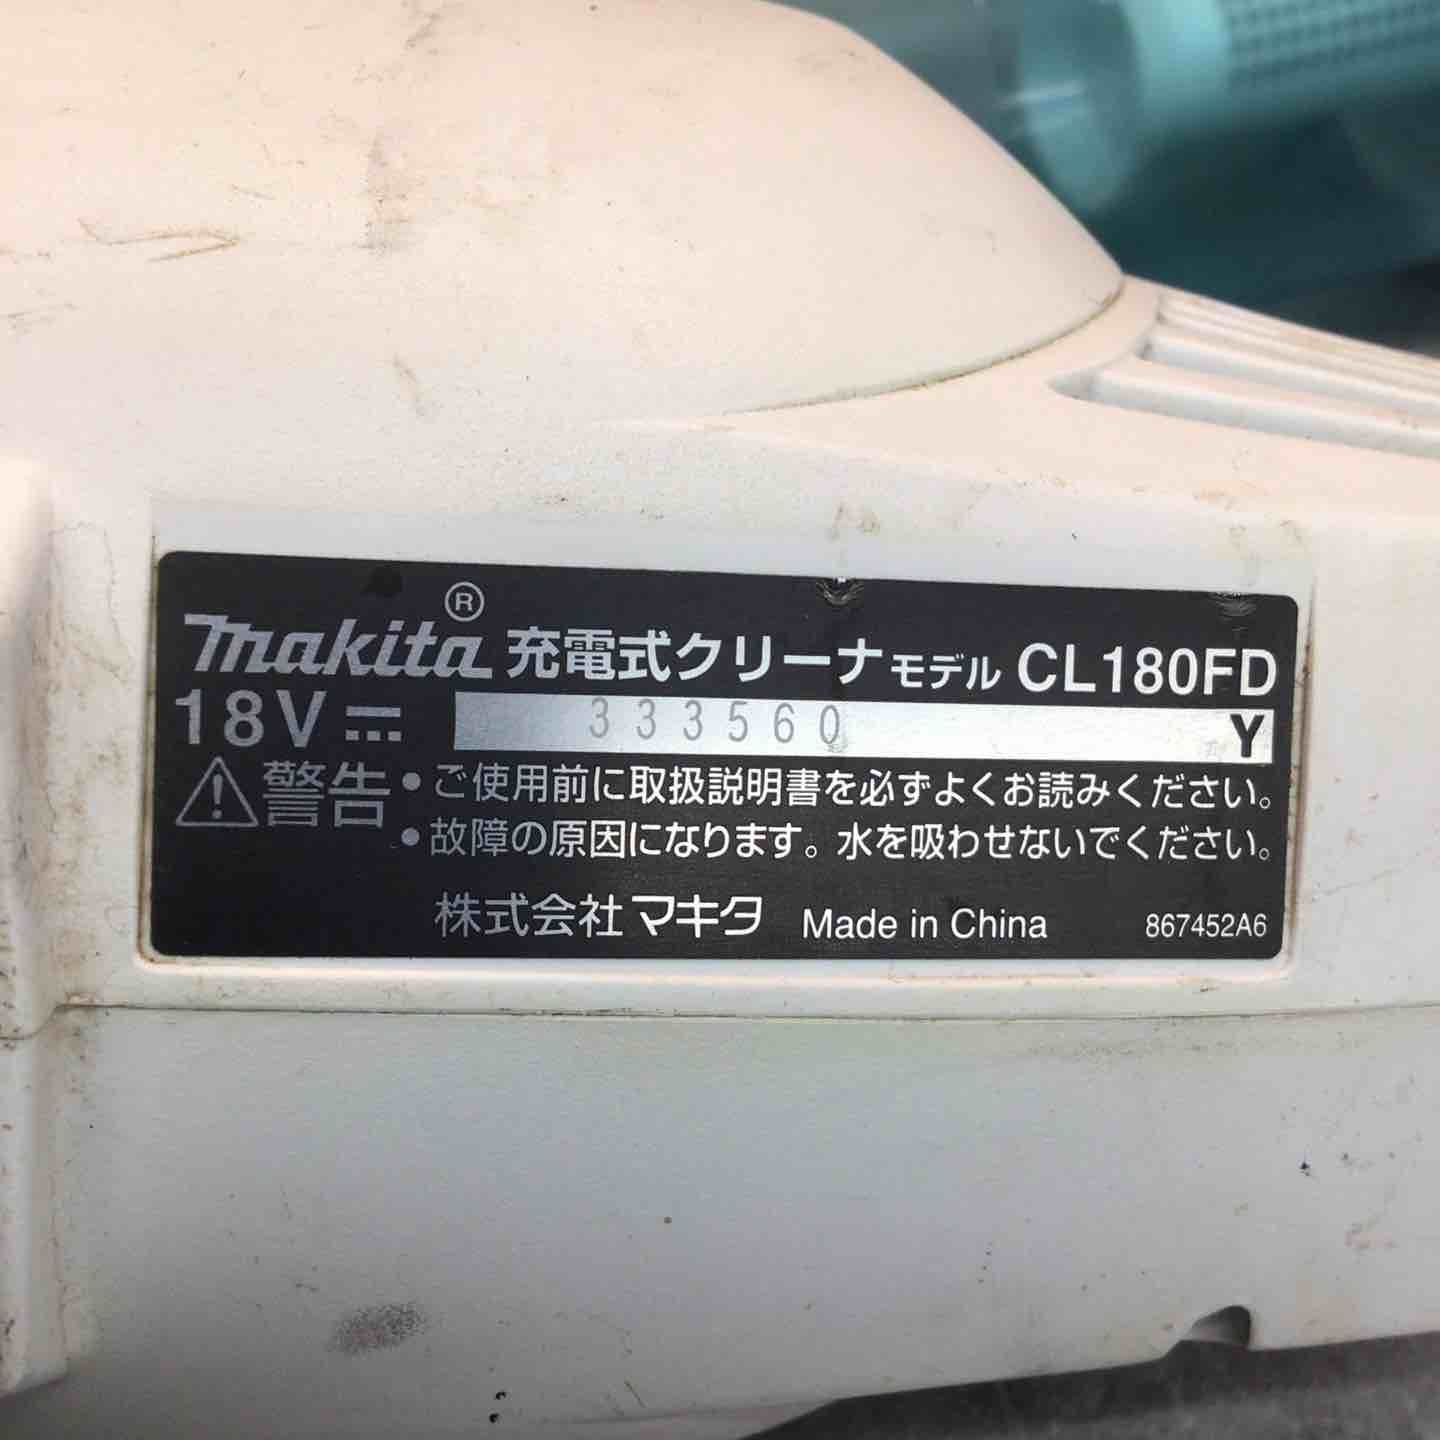 makita® 充電式クリーナ モデル CL180FD
18V 333560 Y
警告 • ご使用前に取扱説明書を必ずよくお読みください。
• 故障の原因になります。水を吸わせないでください。
株式会社マキタ Made in China 867452A6